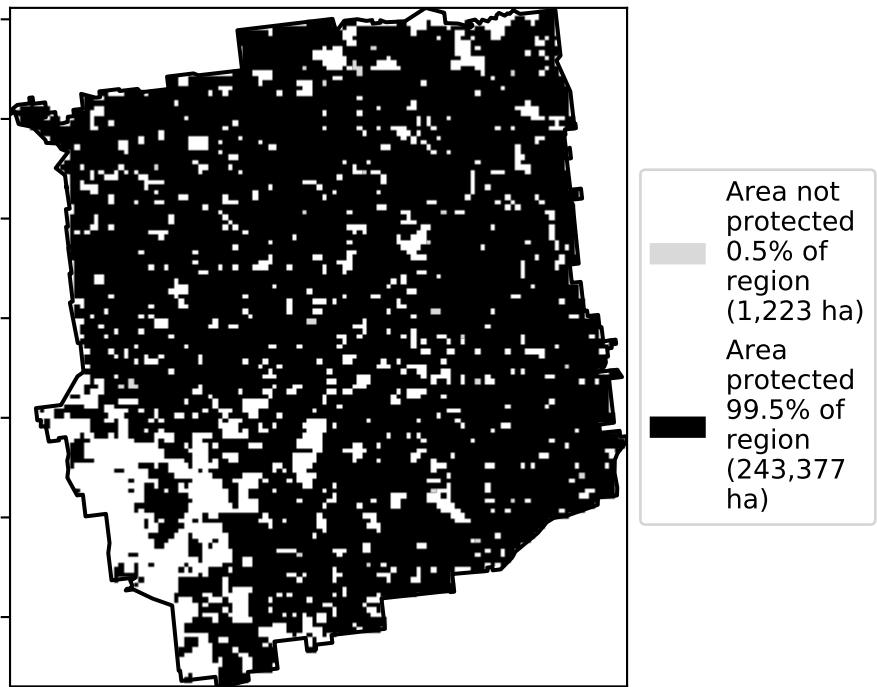 Area not
protected
0.5% of
region
(1,223 ha)
Area
protected
99.5% of
region
(243,377
ha)